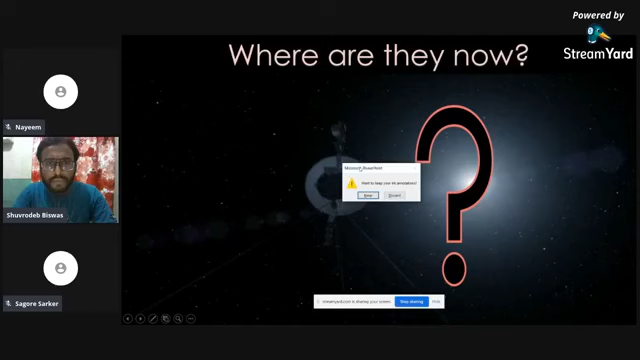 Powered by
StreamYard
Where are they now?
Nayeem
Shuvrodeb Biswas
Sagore Sarker
Microsoft PowerPoint
Want to keep your ink annotations?
Keep
Discard
streamyard.com is sharing your screen.
Stop sharing
Hide
?